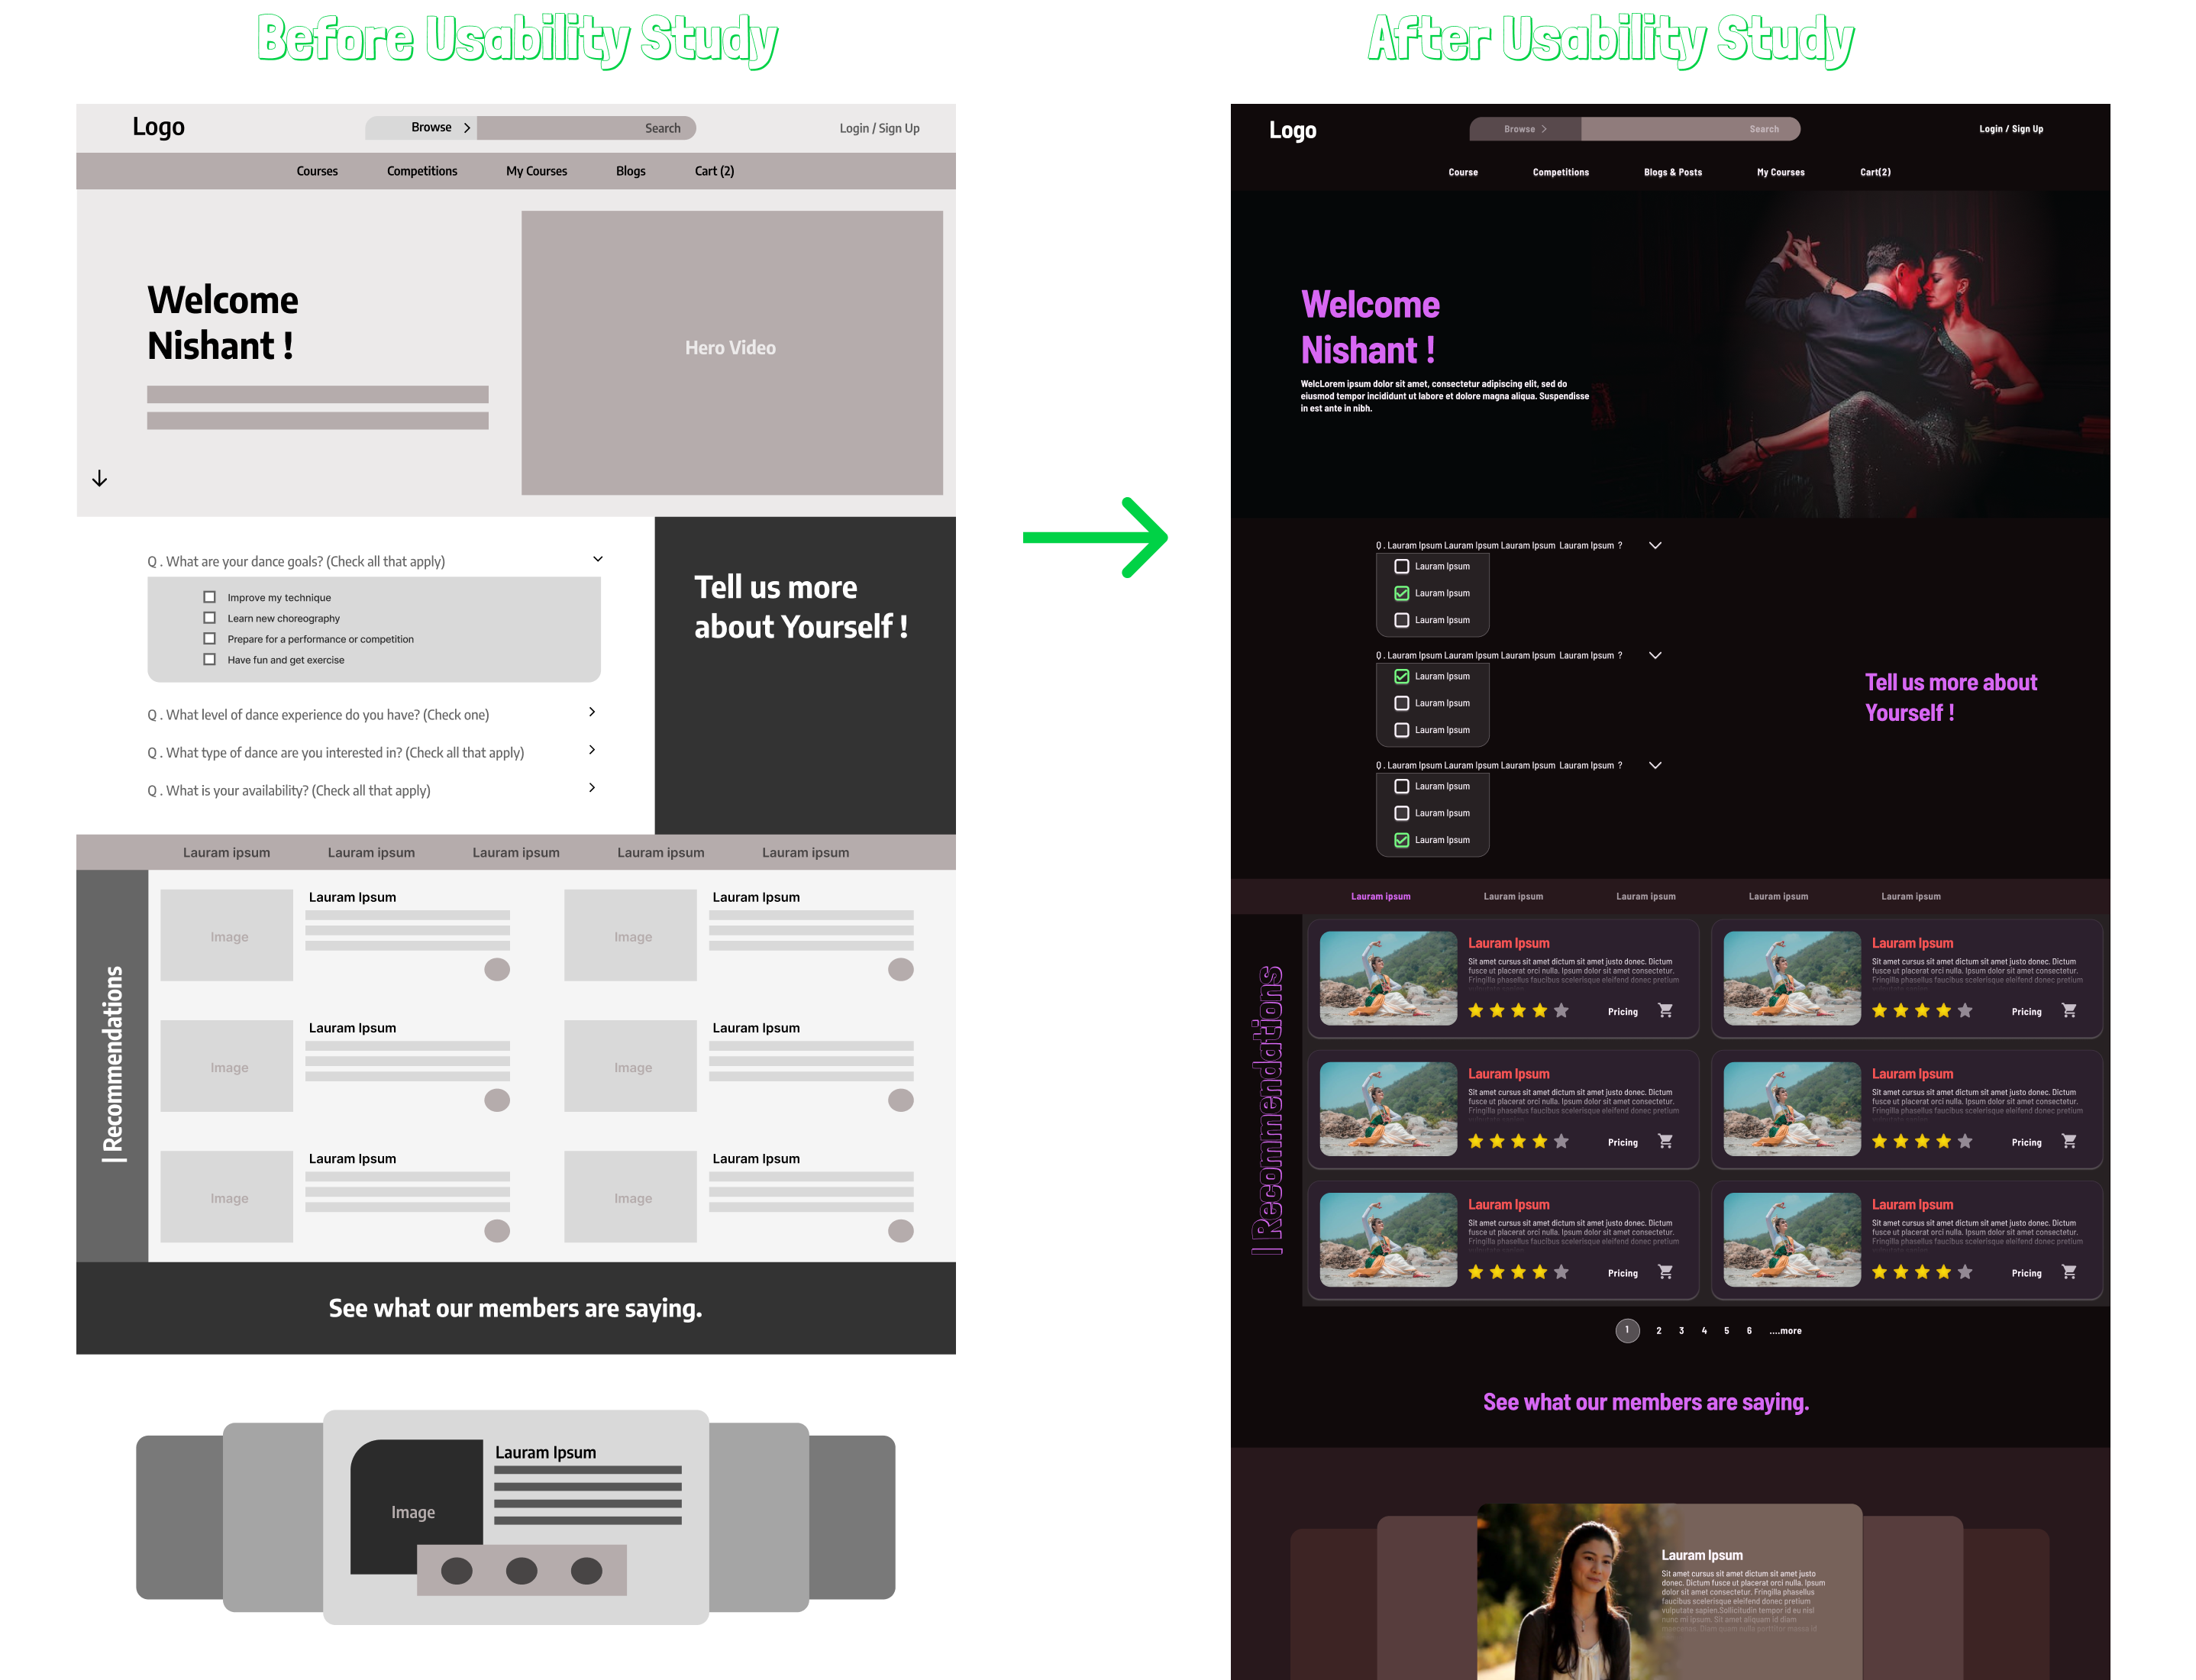 Before Usability Study
Logo
Browse
Search
Login / Sign Up
Courses
Competitions
My Courses
Blogs
Cart (2)
Welcome
Nishant !
Hero Video
Q . What are your dance goals? (Check all that apply)
Improve my technique
Learn new choreography
Prepare for a performance or competition
Have fun and get exercise
Q . What level of dance experience do you have? (Check one)
Q . What type of dance are you interested in? (Check all that apply)
Q . What is your availability? (Check all that apply)
Tell us more
about Yourself !
Lauram ipsum
Lauram ipsum
Lauram ipsum
Lauram ipsum
Lauram ipsum
| Recommendations
Image
Lauram Ipsum
Image
Lauram Ipsum
Image
Lauram Ipsum
Image
Lauram Ipsum
Image
Lauram Ipsum
Image
Lauram Ipsum
See what our members are saying.
Image
Lauram Ipsum
After Usability Study
Logo
Browse
Search
Login / Sign Up
Course
Competitions
Blogs & Posts
My Courses
Cart(2)
Welcome
Nishant !
WelcLorem ipsum dolor sit amet, consectetur adipiscing elit, sed do
eiusmod tempor incididunt ut labore et dolore magna aliqua. Suspendisse
in est ante in nibh.
Q . Lauram Ipsum Lauram Ipsum Lauram Ipsum Lauram Ipsum ?
Lauram Ipsum
Lauram Ipsum
Lauram Ipsum
Q . Lauram Ipsum Lauram Ipsum Lauram Ipsum Lauram Ipsum ?
Lauram Ipsum
Lauram Ipsum
Lauram Ipsum
Q . Lauram Ipsum Lauram Ipsum Lauram Ipsum Lauram Ipsum ?
Lauram Ipsum
Lauram Ipsum
Lauram Ipsum
Tell us more about
Yourself !
Lauram ipsum
Lauram ipsum
Lauram ipsum
Lauram ipsum
Lauram ipsum
| Recommendations
Lauram Ipsum
Sit amet cursus sit amet dictum sit amet justo donec. Dictum
fusce ut placerat orci nulla. Ipsum dolor sit amet consectetur.
Fringilla phasellus faucibus scelerisque eleifend donec pretium
Pricing
Lauram Ipsum
Sit amet cursus sit amet dictum sit amet justo donec. Dictum
fusce ut placerat orci nulla. Ipsum dolor sit amet consectetur.
Fringilla phasellus faucibus scelerisque eleifend donec pretium
Pricing
Lauram Ipsum
Sit amet cursus sit amet dictum sit amet justo donec. Dictum
fusce ut placerat orci nulla. Ipsum dolor sit amet consectetur.
Fringilla phasellus faucibus scelerisque eleifend donec pretium
Pricing
Lauram Ipsum
Sit amet cursus sit amet dictum sit amet justo donec. Dictum
fusce ut placerat orci nulla. Ipsum dolor sit amet consectetur.
Fringilla phasellus faucibus scelerisque eleifend donec pretium
Pricing
Lauram Ipsum
Sit amet cursus sit amet dictum sit amet justo donec. Dictum
fusce ut placerat orci nulla. Ipsum dolor sit amet consectetur.
Fringilla phasellus faucibus scelerisque eleifend donec pretium
Pricing
Lauram Ipsum
Sit amet cursus sit amet dictum sit amet justo donec. Dictum
fusce ut placerat orci nulla. Ipsum dolor sit amet consectetur.
Fringilla phasellus faucibus scelerisque eleifend donec pretium
Pricing
1 2 3 4 5 6 ....more
See what our members are saying.
Lauram Ipsum
Sit amet cursus sit amet dictum sit amet justo
donec. Dictum fusce ut placerat orci nulla. Ipsum
dolor sit amet consectetur. Fringilla phasellus
faucibus scelerisque eleifend donec pretium
vulputate sapien.Sollicitudin tempor id eu nisl
nunc mi ipsum. Sit amet aliquam id diam